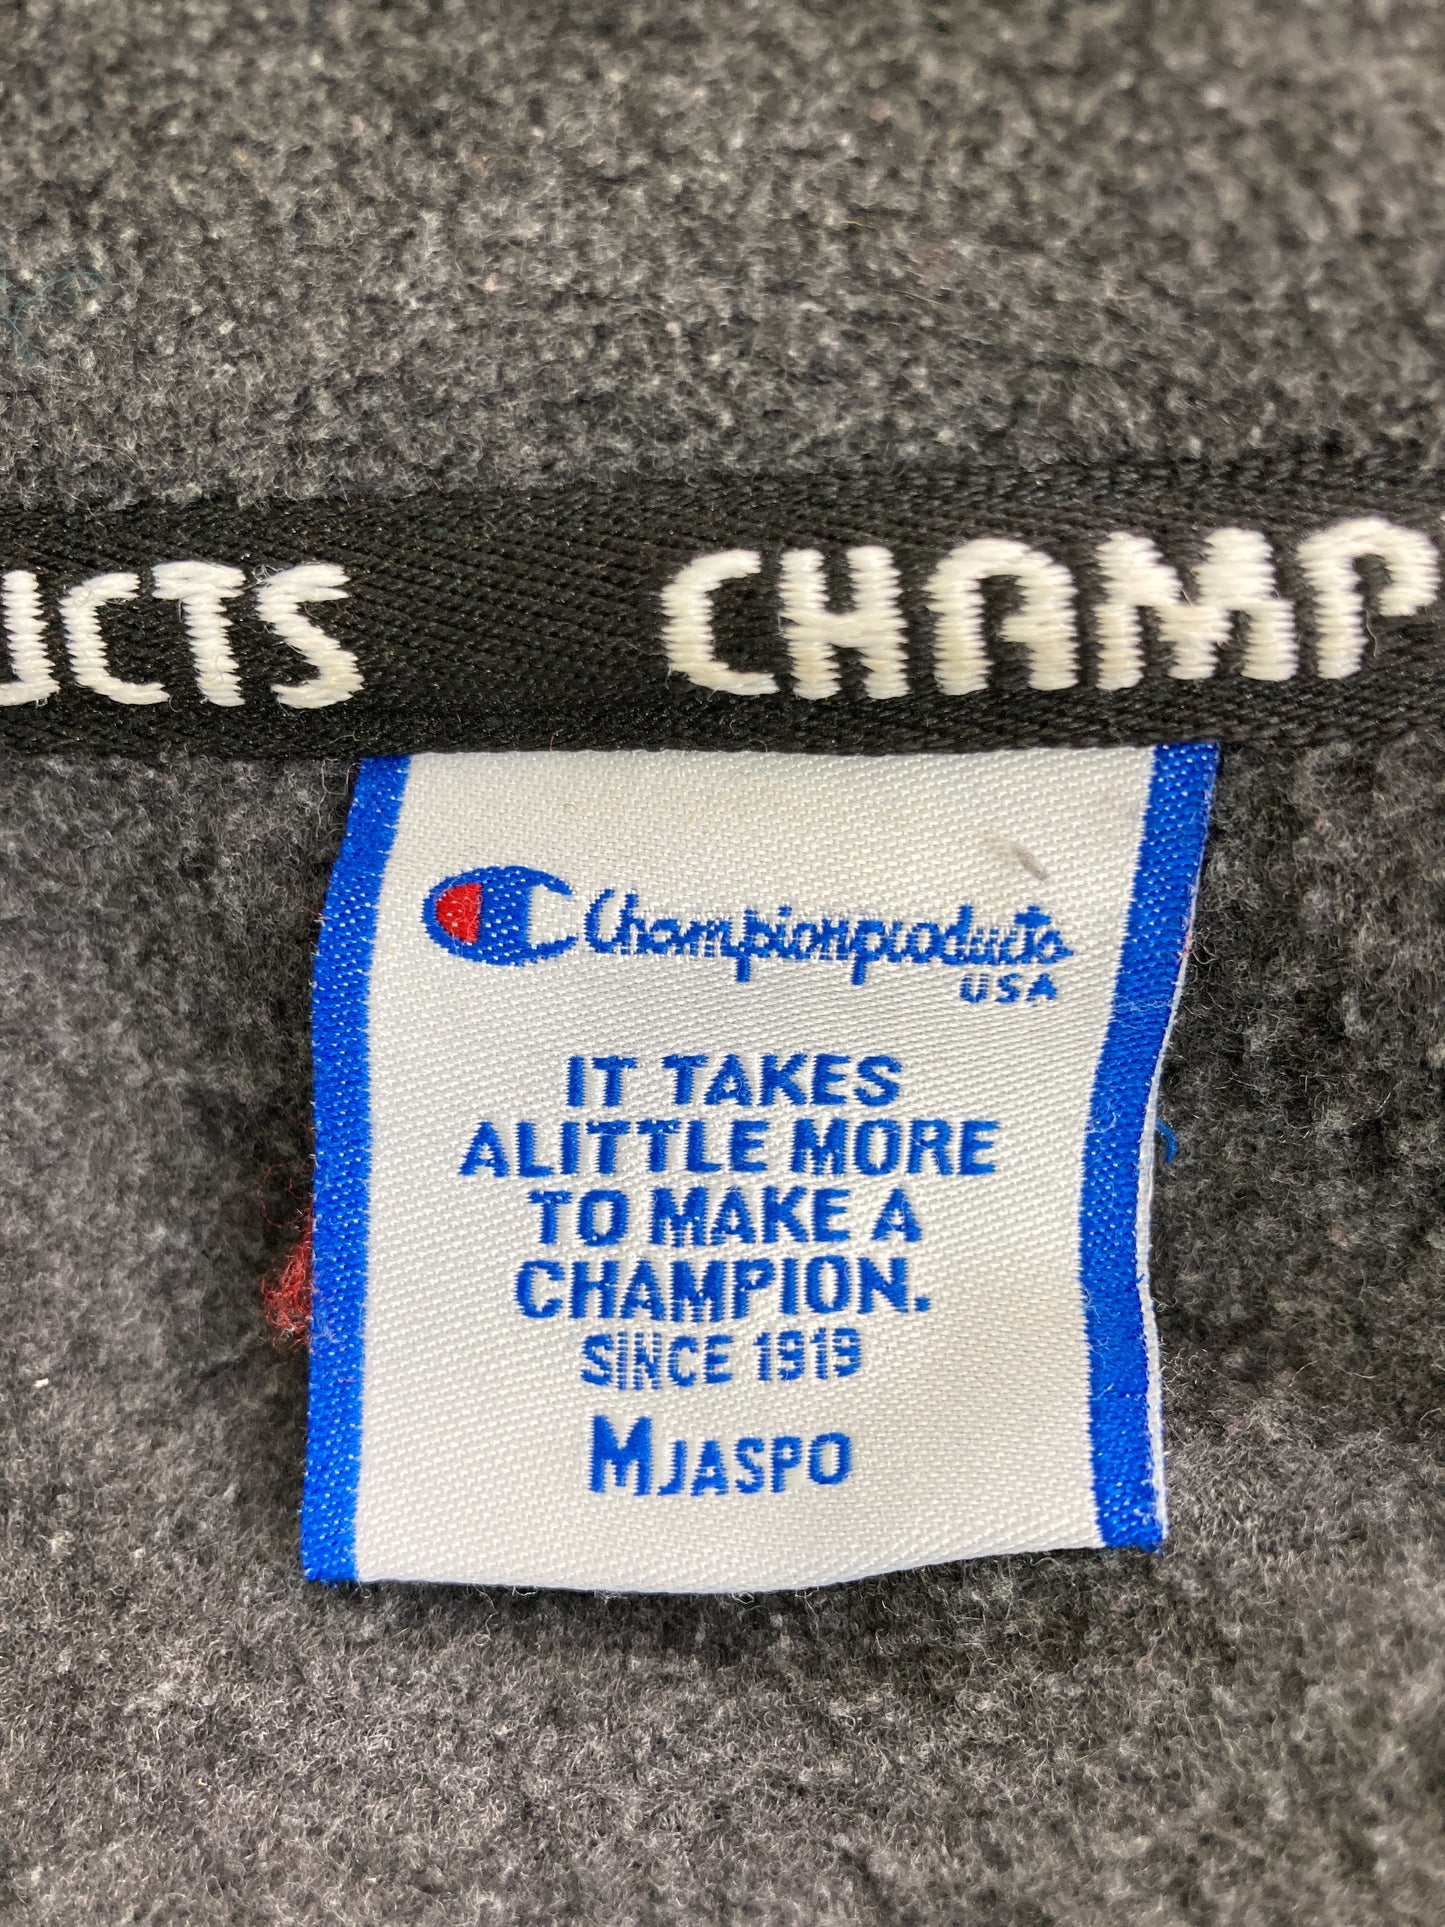 UCTS CHAMP
Championproducts
USA
IT TAKES
ALITTLE MORE
TO MAKE A
CHAMPION.
SINCE 1919
MJASPO